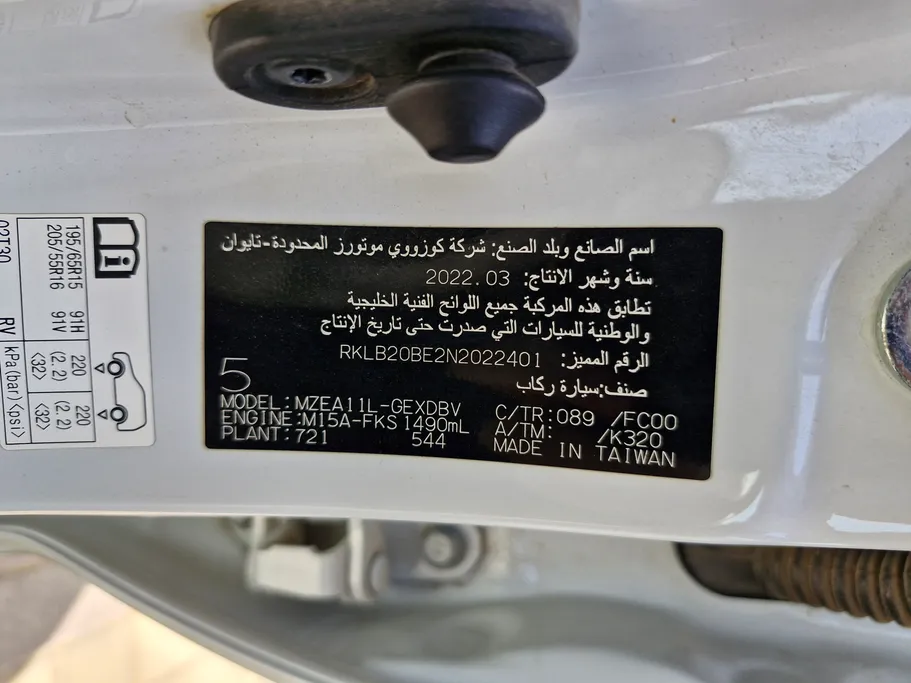 اسم الصانع وبلد الصنع: شركة كوزووي موتورز المحدودة-تايوان
سنة وشهر الانتاج: 2022.03
تطابق هذه المركبة جميع اللوائح الفنية الخليجية
والوطنية للسيارات التي صدرت حتى تاريخ الإنتاج
الرقم المميز: RKLB20BE2N2022401
صنف:سيارة ركاب
5
MODEL:MZEA11L-GEXDBV C/TR:089 /FC00
ENGINE:M15A-FKS 1490mL A/TM: /K320
PLANT:721 544 MADE IN TAIWAN
195/65R15 91H 220 (2.2) <32> 220 (2.2) <32>
205/55R16 91V
RV kPa(bar)<psi>